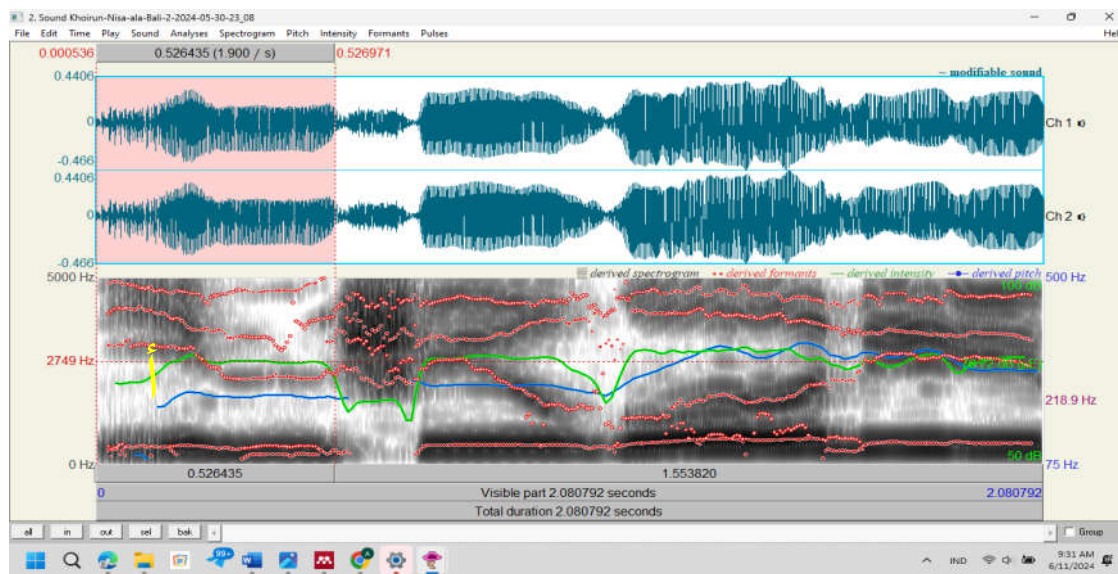 2. Sound Khoirun-Nisa-ala-Bali-2-2024-05-30-23_08
File Edit Time Play Sound Analyses Spectrogram Pitch Intensity Formants Pulses Hel
0.000536 0.526435 (1.900 / s) 0.526971
0.4406 modifiable sound
0 Ch 1
-0.466
0.4406
0 Ch 2
-0.466
derived spectrogram derived formants derived intensity derived pitch
5000 Hz 500 Hz
100 dB
2749 Hz
218.9 Hz
50 dB
0 Hz 75 Hz
0.526435 1.553820
0 Visible part 2.080792 seconds 2.080792
Total duration 2.080792 seconds
all in out sel bak Group
99+
IND 9:31 AM
6/11/2024